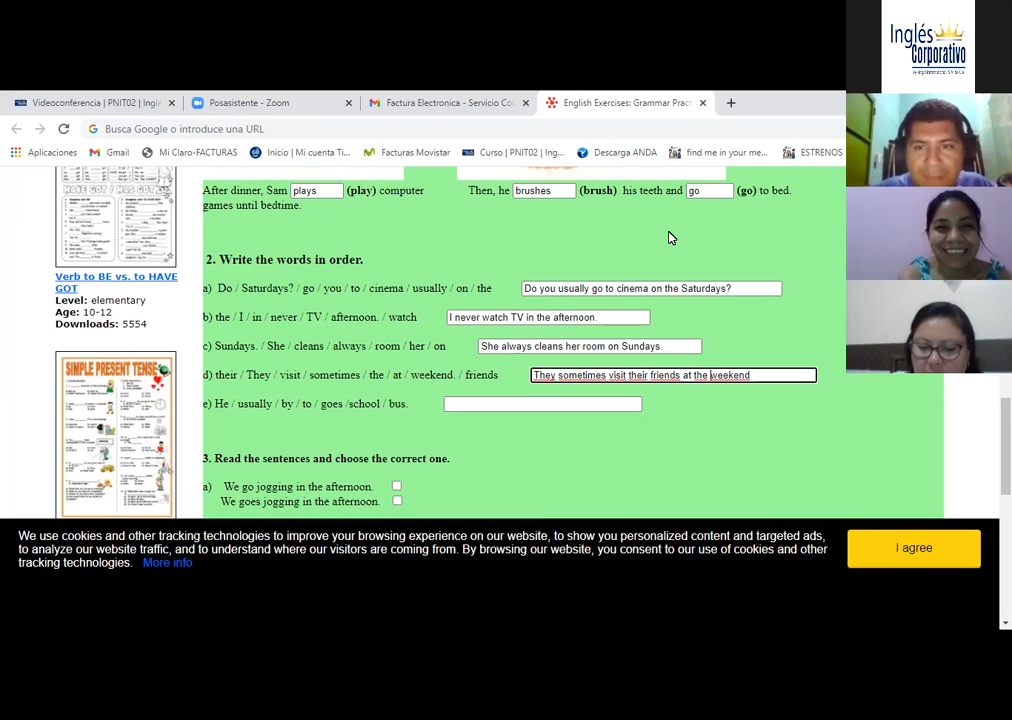 Inglés
Corporativo
Videoconferencia | PNIT02 | Ingl
Posasistente - Zoom
Factura Electronica - Servicio Co
English Exercises: Grammar Pract
Busca Google o introduce una URL
Aplicaciones
Gmail
Mi Claro-FACTURAS
Inicio | Mi cuenta Ti...
Facturas Movistar
Curso | PNIT02 | Ing...
Descarga ANDA
find me in your me...
ESTRENOS
HAVE GOT / HAS GOT
After dinner, Sam plays (play) computer
games until bedtime.
Then, he brushes (brush) his teeth and go (go) to bed.
2. Write the words in order.
a) Do / Saturdays? / go / you / to / cinema / usually / on / the Do you usually go to cinema on the Saturdays?
b) the / I / in / never / TV / afternoon. / watch I never watch TV in the afternoon.
c) Sundays. / She / cleans / always / room / her / on She always cleans her room on Sundays.
d) their / They / visit / sometimes / the / at / weekend. / friends They sometimes visit their friends at the weekend
e) He / usually / by / to / goes /school / bus.
Verb to BE vs. to HAVE
GOT
Level: elementary
Age: 10-12
Downloads: 5554
SIMPLE PRESENT TENSE
3. Read the sentences and choose the correct one.
a) We go jogging in the afternoon.
We goes jogging in the afternoon.
We use cookies and other tracking technologies to improve your browsing experience on our website, to show you personalized content and targeted ads,
to analyze our website traffic, and to understand where our visitors are coming from. By browsing our website, you consent to our use of cookies and other
tracking technologies. More info
I agree